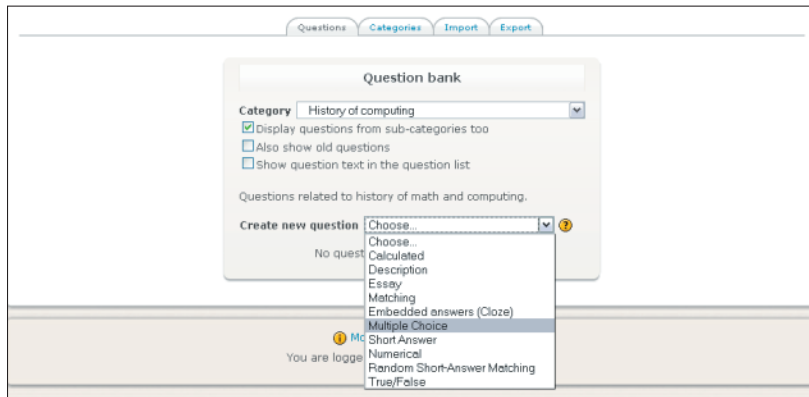 Questions Categories Import Export
Question bank
Category History of computing
Display questions from sub-categories too
Also show old questions
Show question text in the question list
Questions related to history of math and computing.
Create new question Choose...
Choose...
No quest
Calculated
Description
Essay
Matching
Embedded answers (Cloze)
Multiple Choice
Mo
Short Answer
You are logge
Numerical
Random Short-Answer Matching
True/False